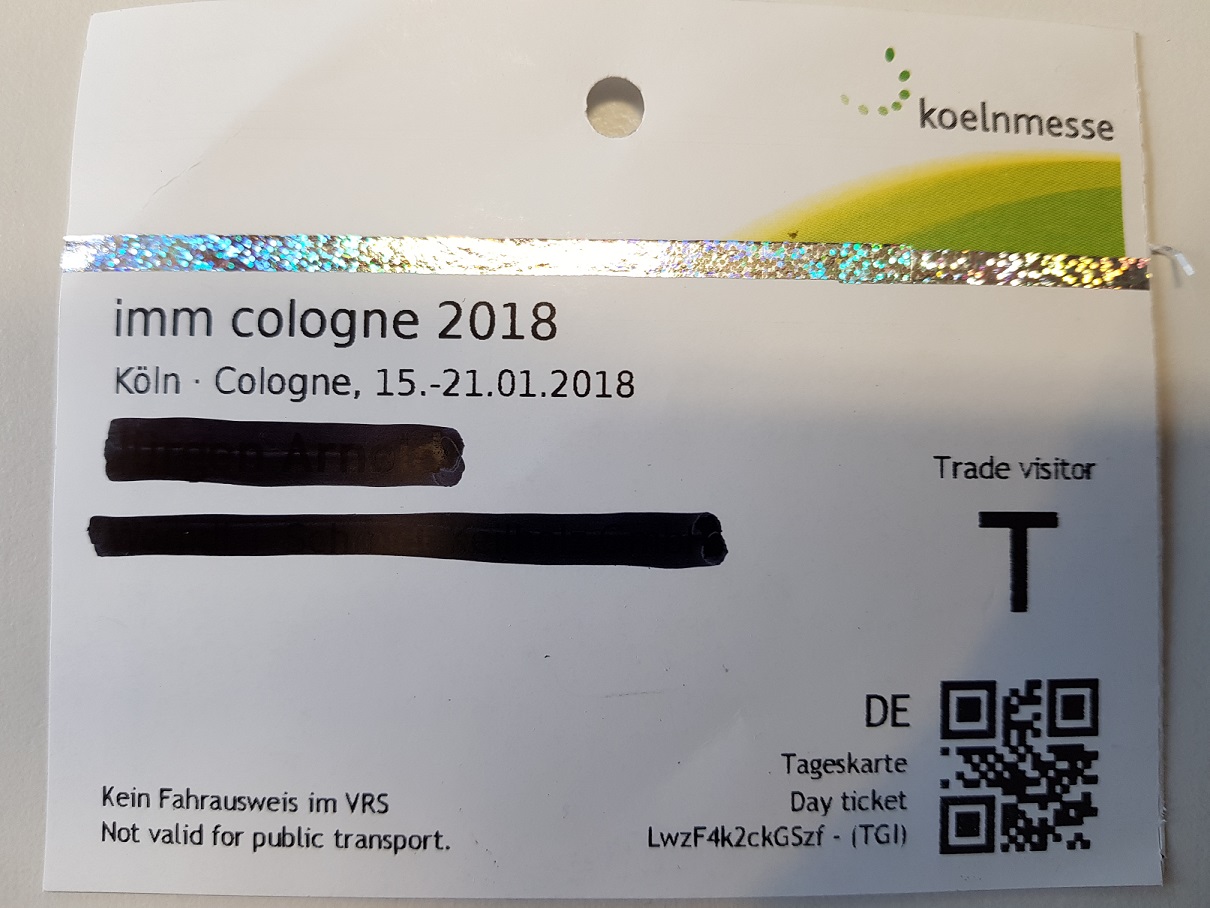 koelnmesse
imm cologne 2018
Köln · Cologne, 15.-21.01.2018
Trade visitor
T
DE
Tageskarte
Day ticket
LwzF4k2ckGSzf - (TGI)
Kein Fahrausweis im VRS
Not valid for public transport.